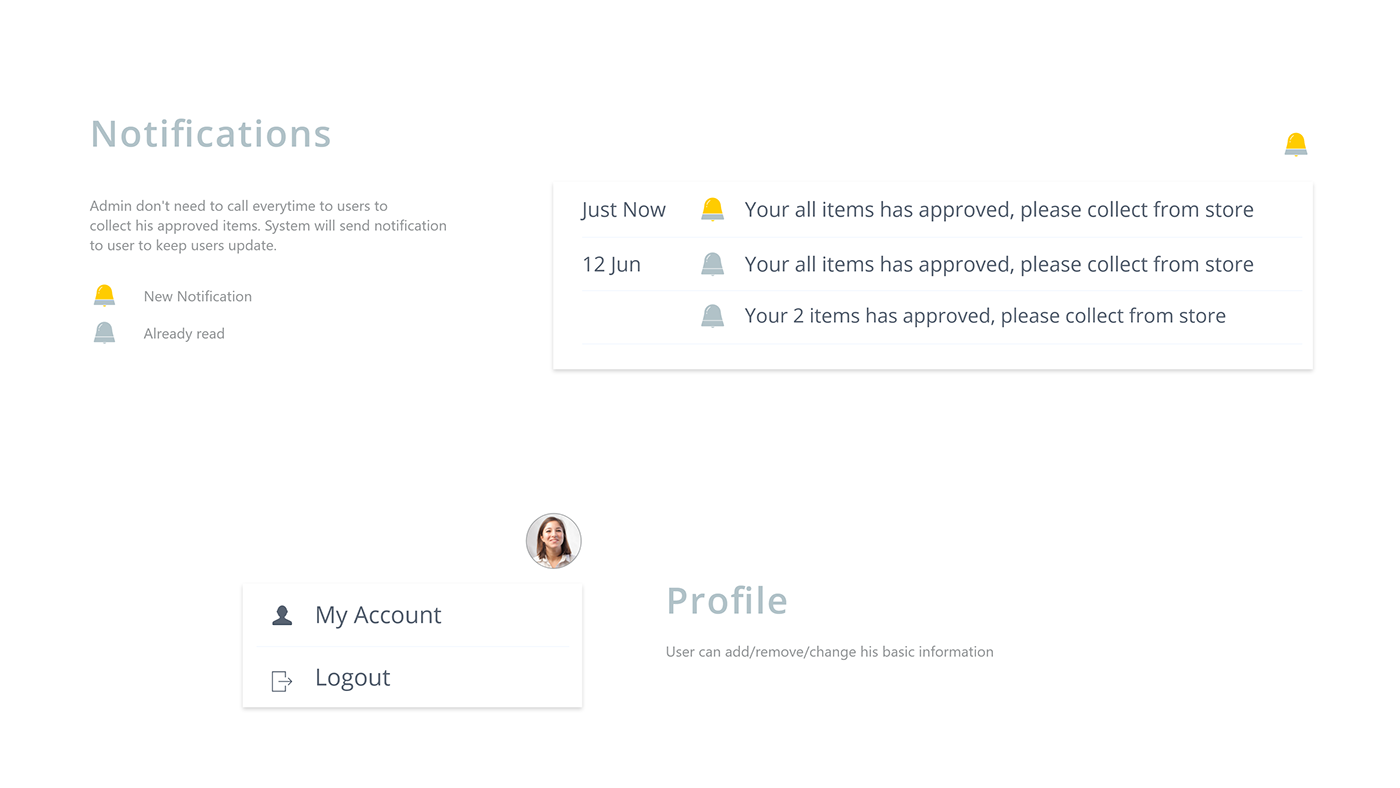 Notifications
Admin don't need to call everytime to users to
collect his approved items. System will send notification
to user to keep users update.
New Notification
Already read
Just Now Your all items has approved, please collect from store
12 Jun Your all items has approved, please collect from store
Your 2 items has approved, please collect from store
My Account
Logout
Profile
User can add/remove/change his basic information